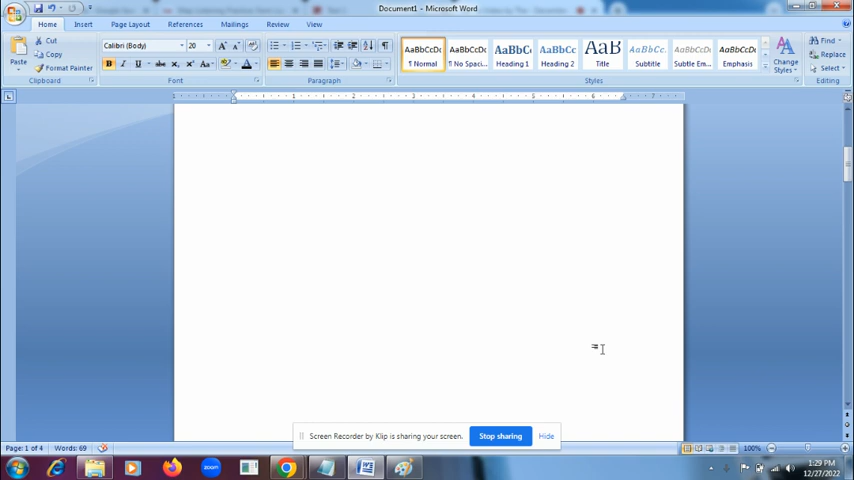 Document1 - Microsoft Word
Home Insert Page Layout References Mailings Review View
Paste Cut Copy Format Painter
Calibri (Body) 20
AaBbCcDc AaBbCcDc AaBbC AaBbCc AaB AaBbCc. AaBbCcDc AaBbCcDc
¶ Normal ¶ No Spaci... Heading 1 Heading 2 Title Subtitle Subtle Em... Emphasis
Change Styles
Find Replace Select
Clipboard Font Paragraph Styles Editing
Screen Recorder by Klip is sharing your screen. Stop sharing Hide
Page: 1 of 4 Words: 69 100%
zoom
1:29 PM
12/27/2022